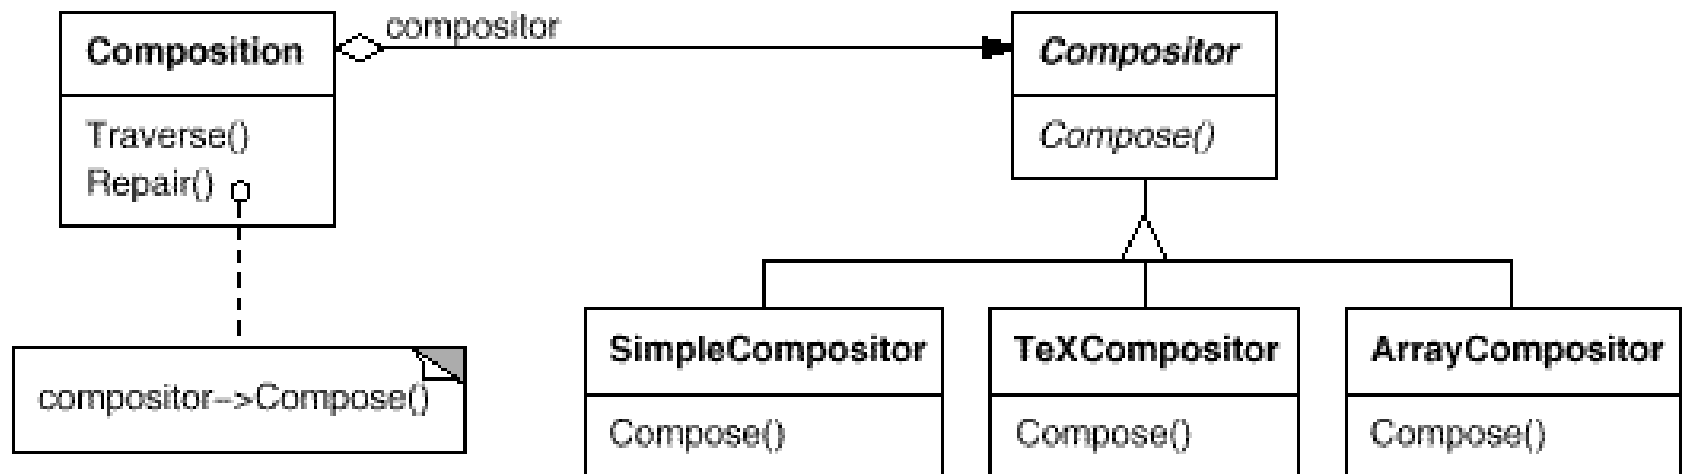 Composition
Traverse()
Repair()
compositor
Compositor
Compose()
compositor–>Compose()
SimpleCompositor
Compose()
TeXCompositor
Compose()
ArrayCompositor
Compose()